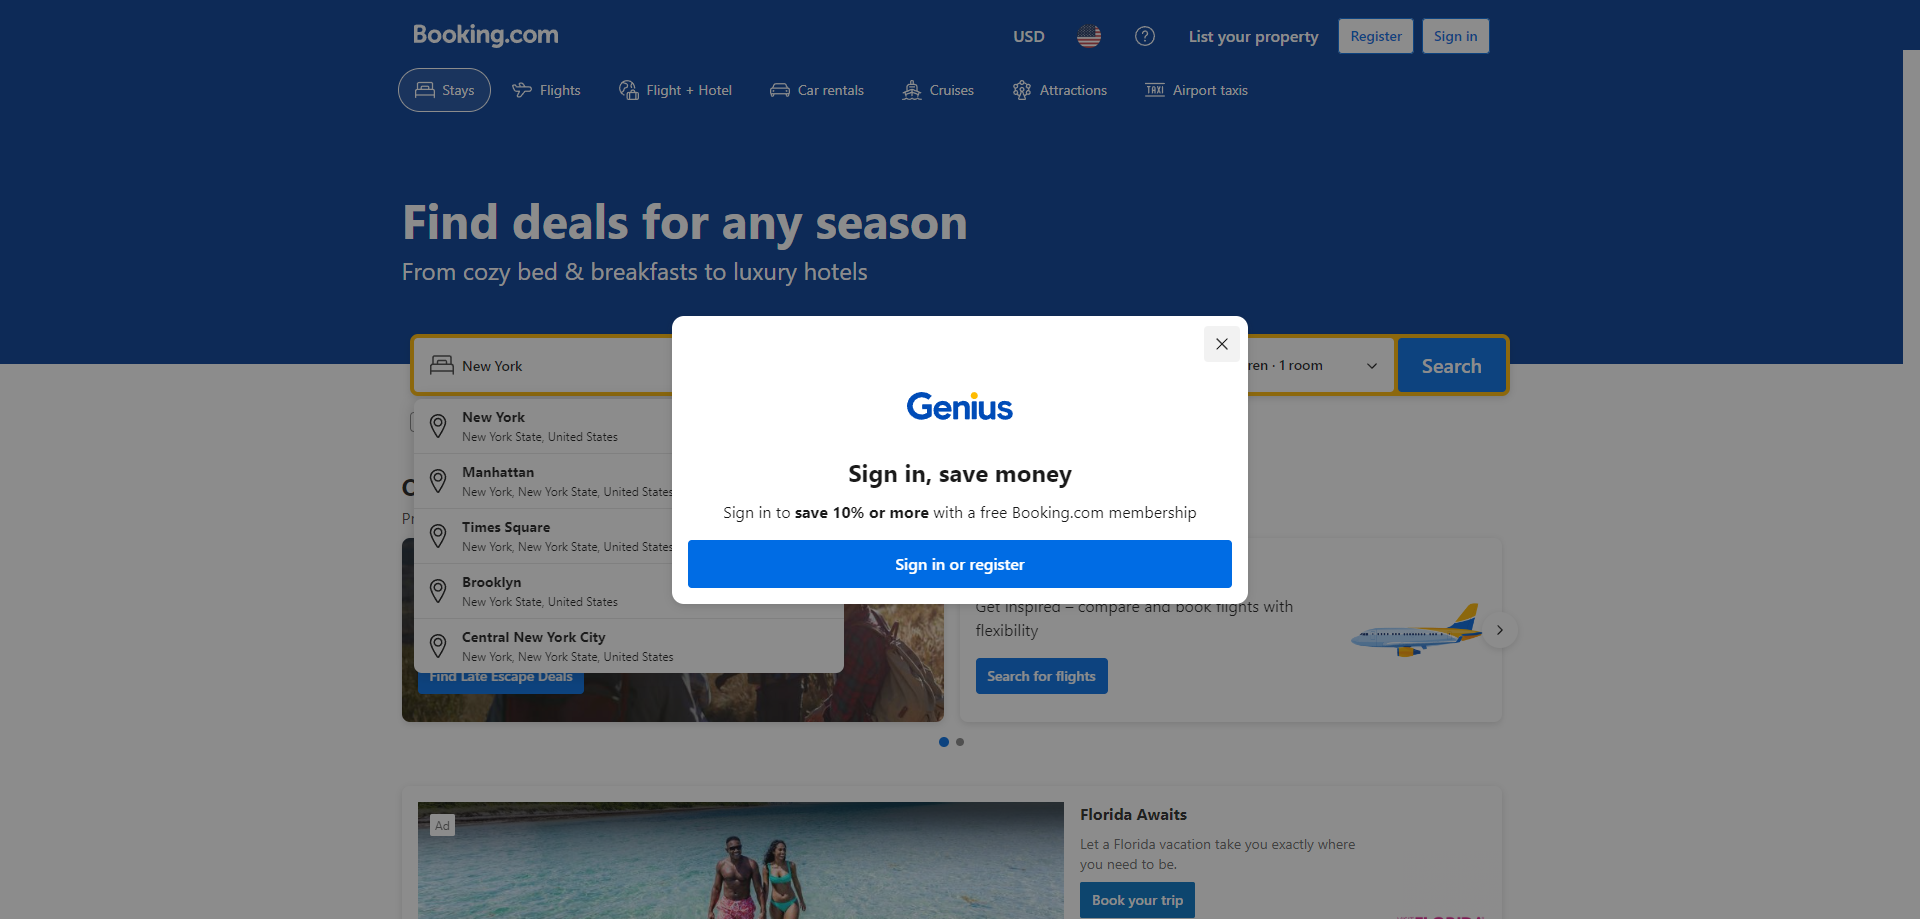 Booking.com
USD
List your property
Register
Sign in
Stays
Flights
Flight + Hotel
Car rentals
Cruises
Attractions
TAXI
Airport taxis
Find deals for any season
From cozy bed & breakfasts to luxury hotels
New York
ren · 1 room
Search
New York
New York State, United States
Manhattan
New York, New York State, United States
Times Square
New York, New York State, United States
Brooklyn
New York State, United States
Central New York City
New York, New York State, United States
Genius
Sign in, save money
Sign in to save 10% or more with a free Booking.com membership
Sign in or register
Get inspired – compare and book flights with
flexibility
Find Late Escape Deals
Search for flights
Ad
Florida Awaits
Let a Florida vacation take you exactly where
you need to be.
Book your trip